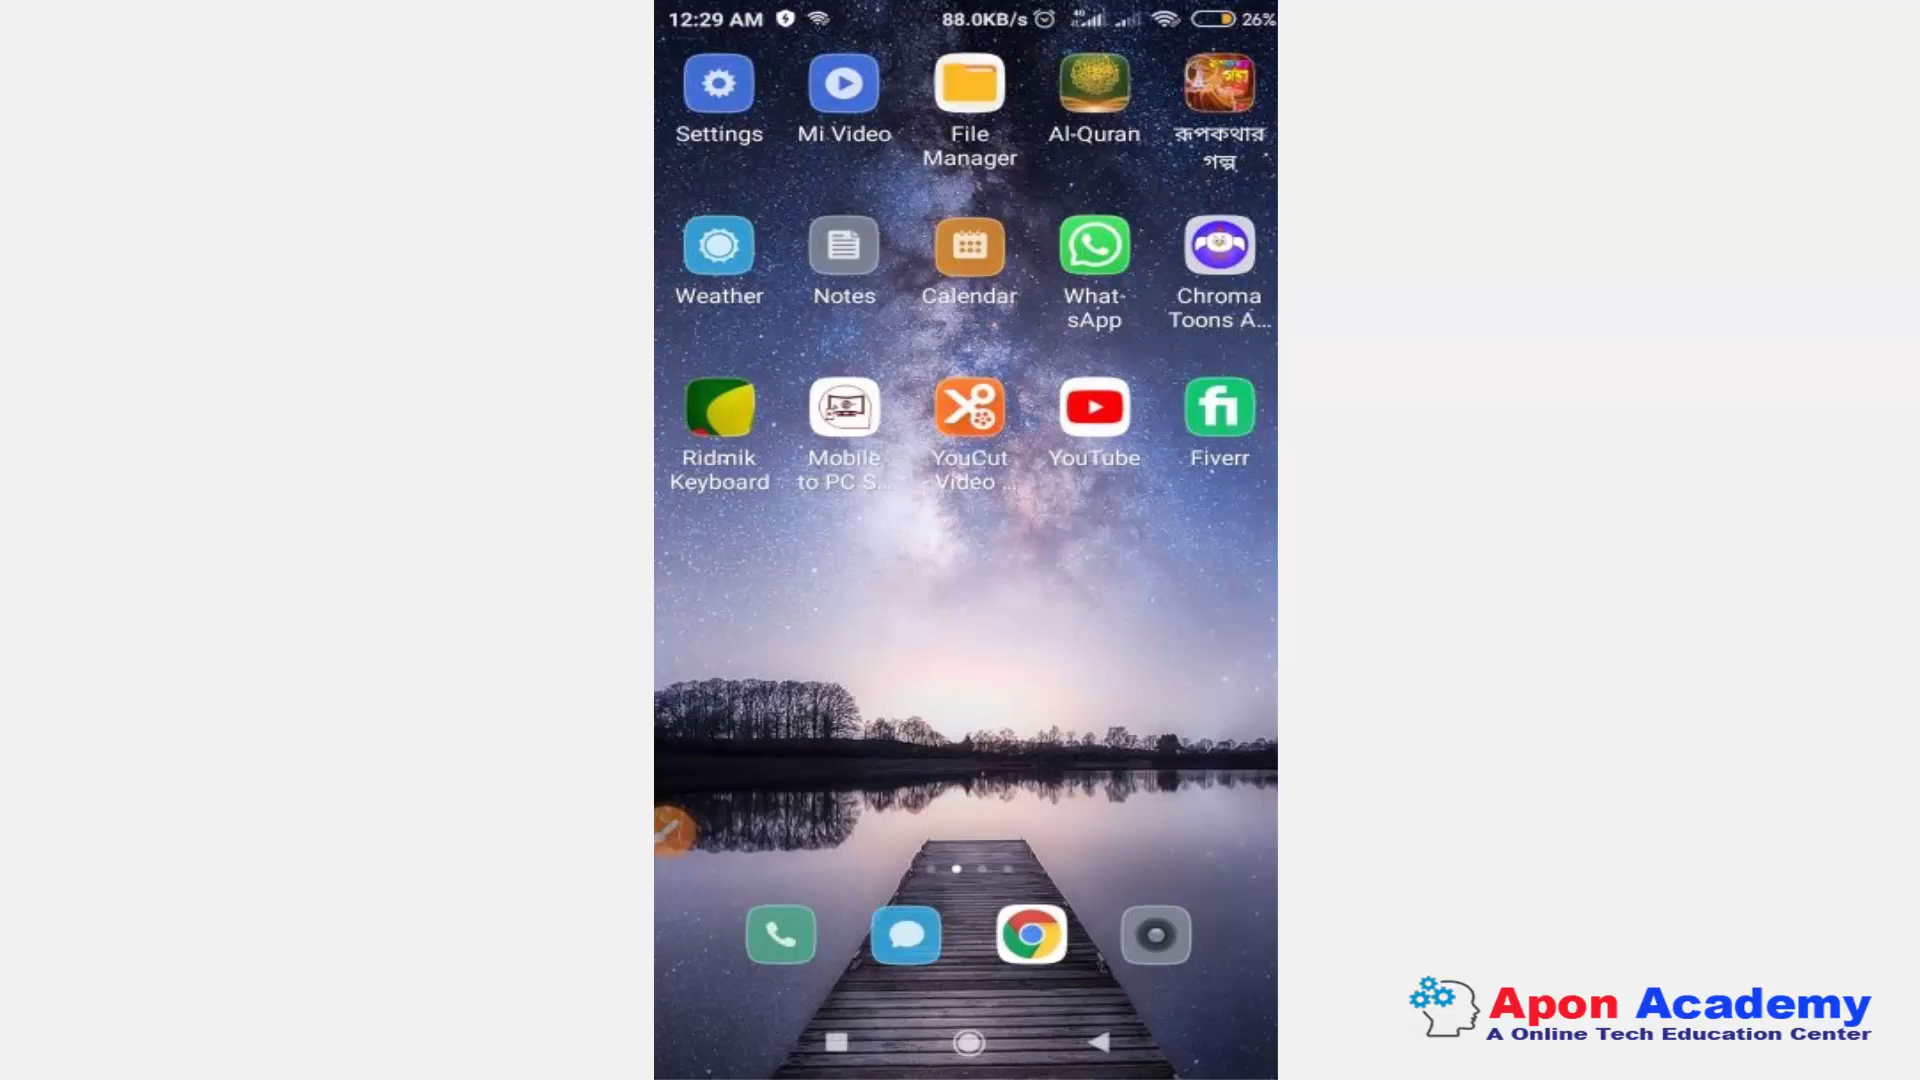 12:29 AM 88.0KB/s 4G 26%
Settings Mi Video File Manager Al-Quran রূপকথার গল্প
Weather Notes Calendar What-sApp Chroma Toons A...
Ridmik Keyboard Mobile to PC S... YouCut Video ... YouTube Fiverr
Apon Academy
A Online Tech Education Center